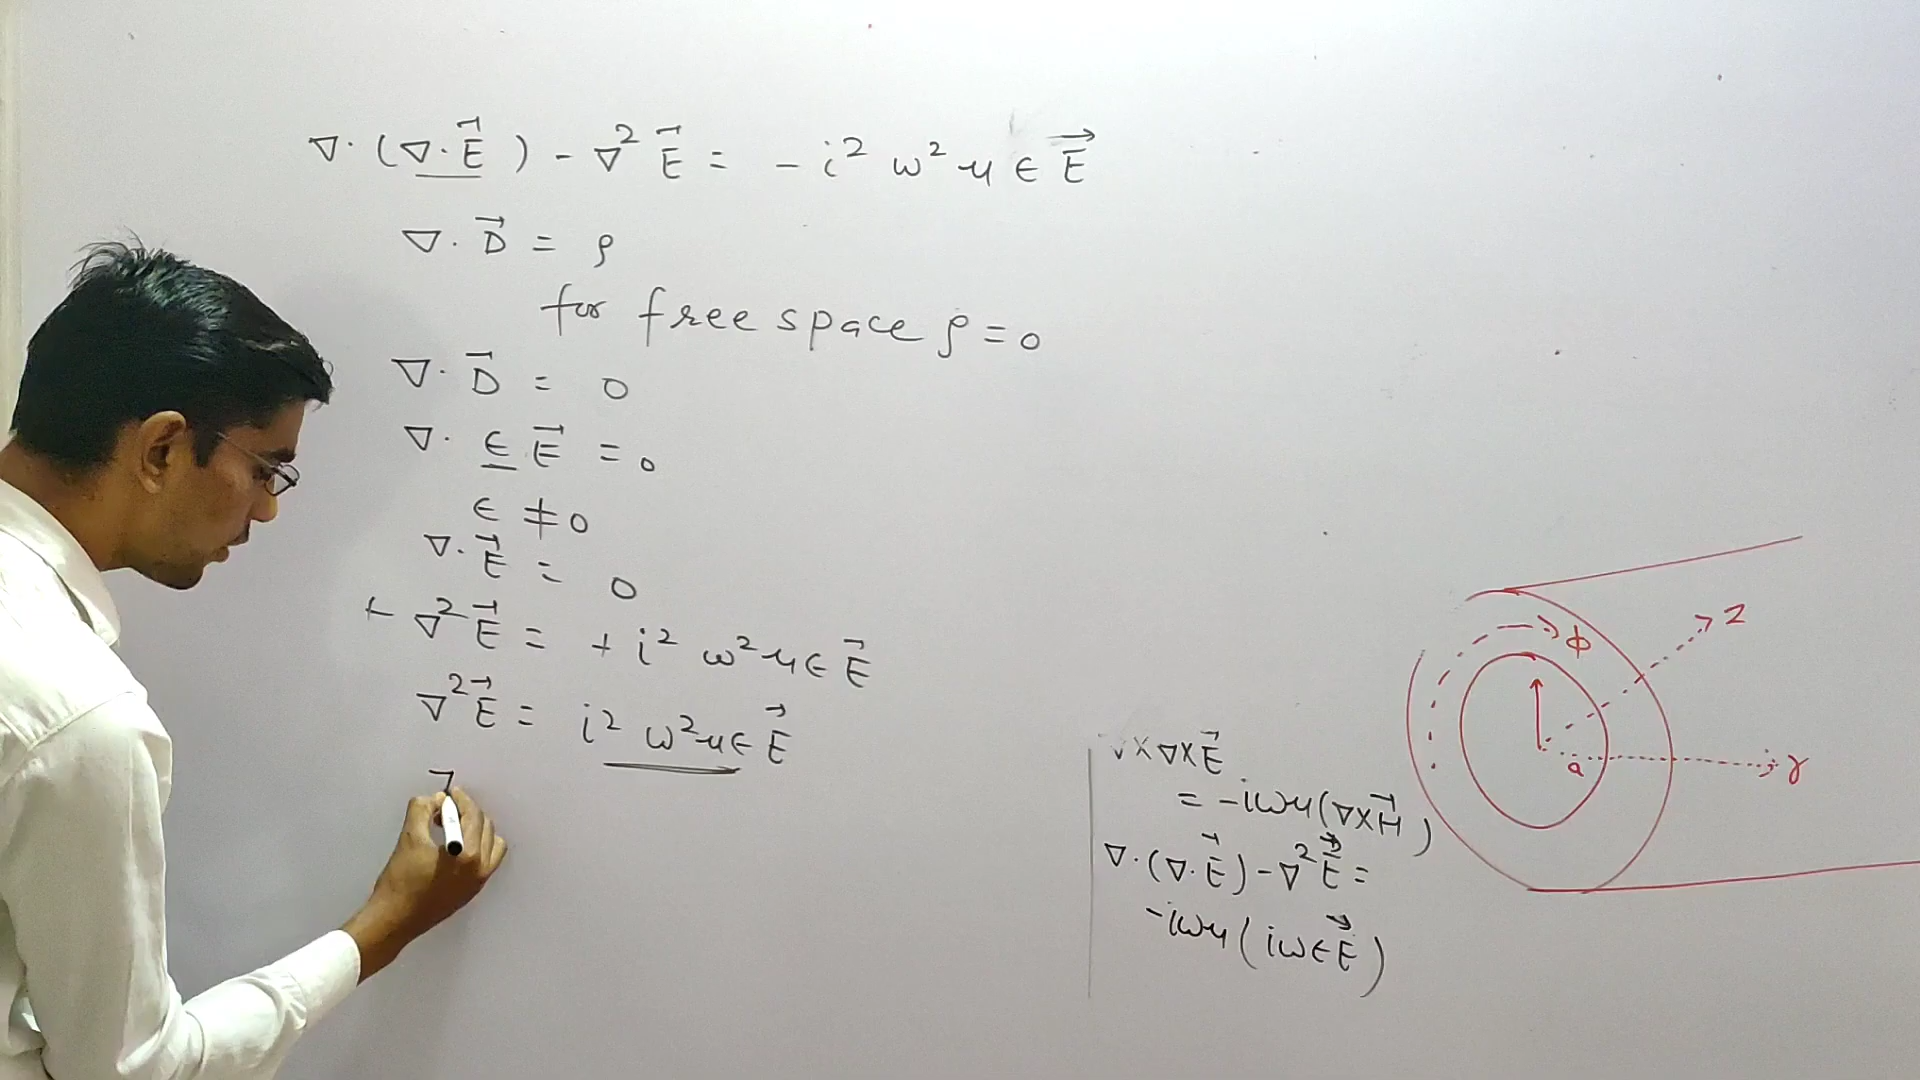 ∇·(∇·E⃗) - ∇²E⃗ = -i² ω² μ ϵ E⃗
∇·D⃗ = ρ
for free space ρ = 0
∇·D⃗ = 0
∇·ϵ E⃗ = 0
ϵ ≠ 0
∇·E⃗ = 0
+ ∇²E⃗ = + i² ω² μ ϵ E⃗
∇²E⃗ = i² ω² μ ϵ E⃗
∇×∇×E⃗
= -iωμ(∇×H⃗)
∇·(∇·E⃗) - ∇²E⃗ =
-iωμ(iωϵE⃗)
Z
ϕ
a
r